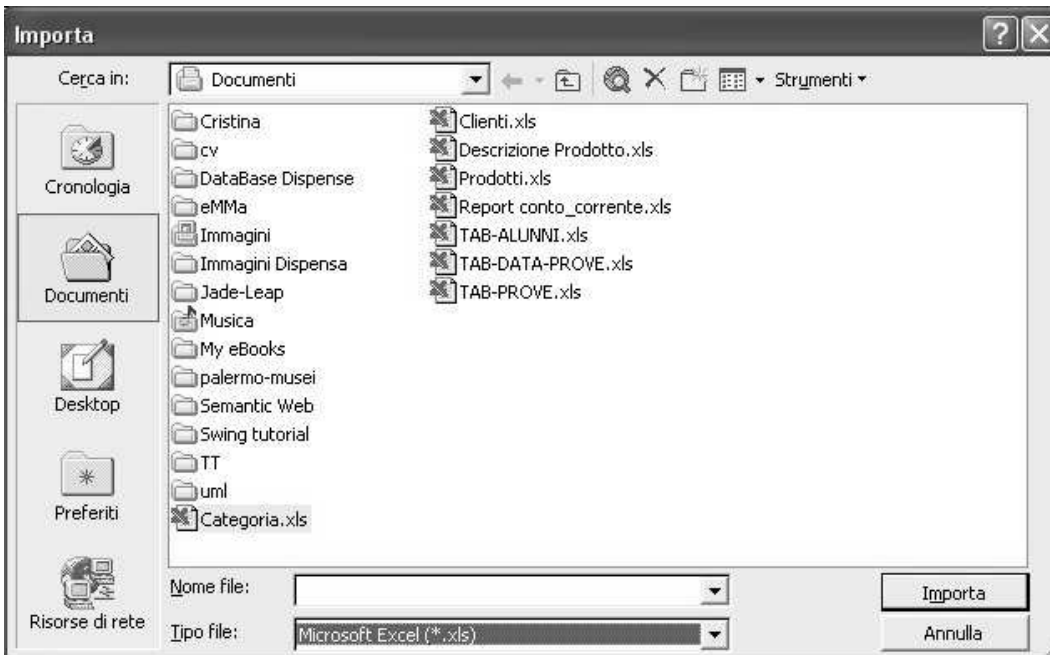 Importa
Cerca in:
Documenti
Strumenti
Cronologia
Documenti
Desktop
Preferiti
Risorse di rete
Cristina
cv
DataBase Dispense
eMMa
Immagini
Immagini Dispensa
Jade-Leap
Musica
My eBooks
palermo-musei
Semantic Web
Swing tutorial
TT
uml
Categoria.xls
Clienti.xls
Descrizione Prodotto.xls
Prodotti.xls
Report conto_corrente.xls
TAB-ALUNNI.xls
TAB-DATA-PROVE.xls
TAB-PROVE.xls
Nome file:
Importa
Tipo file:
Microsoft Excel (*.xls)
Annulla